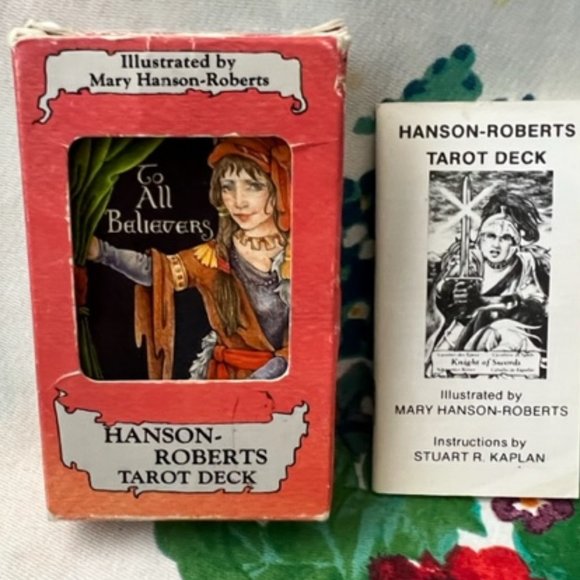 Illustrated by
Mary Hanson-Roberts
To
All
Believers
HANSON-
ROBERTS
TAROT DECK
HANSON-ROBERTS
TAROT DECK
Knight of Swords
Illustrated by
MARY HANSON-ROBERTS
Instructions by
STUART R. KAPLAN